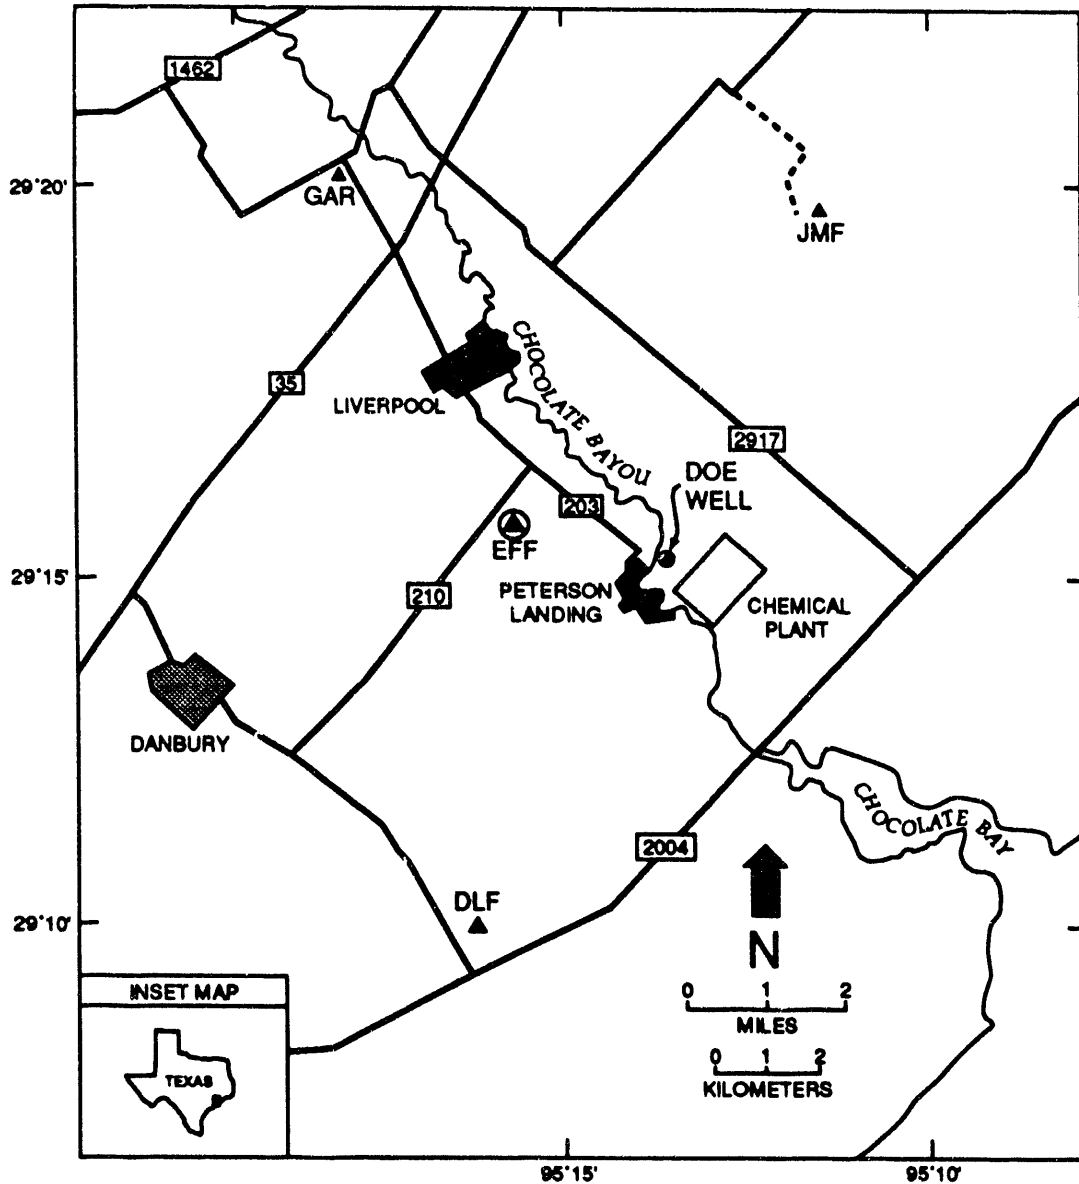 1462
29°20'
GAR
JMF
CHOCOLATE BAYOU
35
LIVERPOOL
2917
DOE
WELL
203
EFF
29°15'
210
PETERSON
LANDING
CHEMICAL
PLANT
DANBURY
CHOCOLATE BAY
2004
DLF
29°10'
N
INSET MAP
0 1 2
MILES
TEXAS
0 1 2
KILOMETERS
95°15'
95°10'